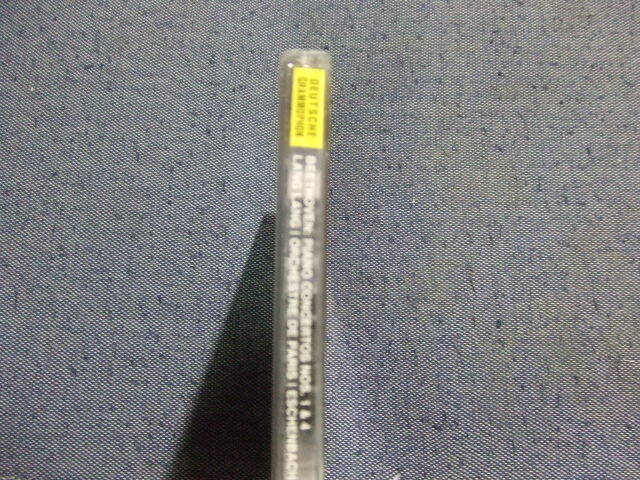 DEUTSCHE
GRAMMOPHON
BEETHOVEN: PIANO CONCERTOS NOS. 1 & 4
LANG LANG | ORCHESTRE DE PARIS | ESCHENBACH